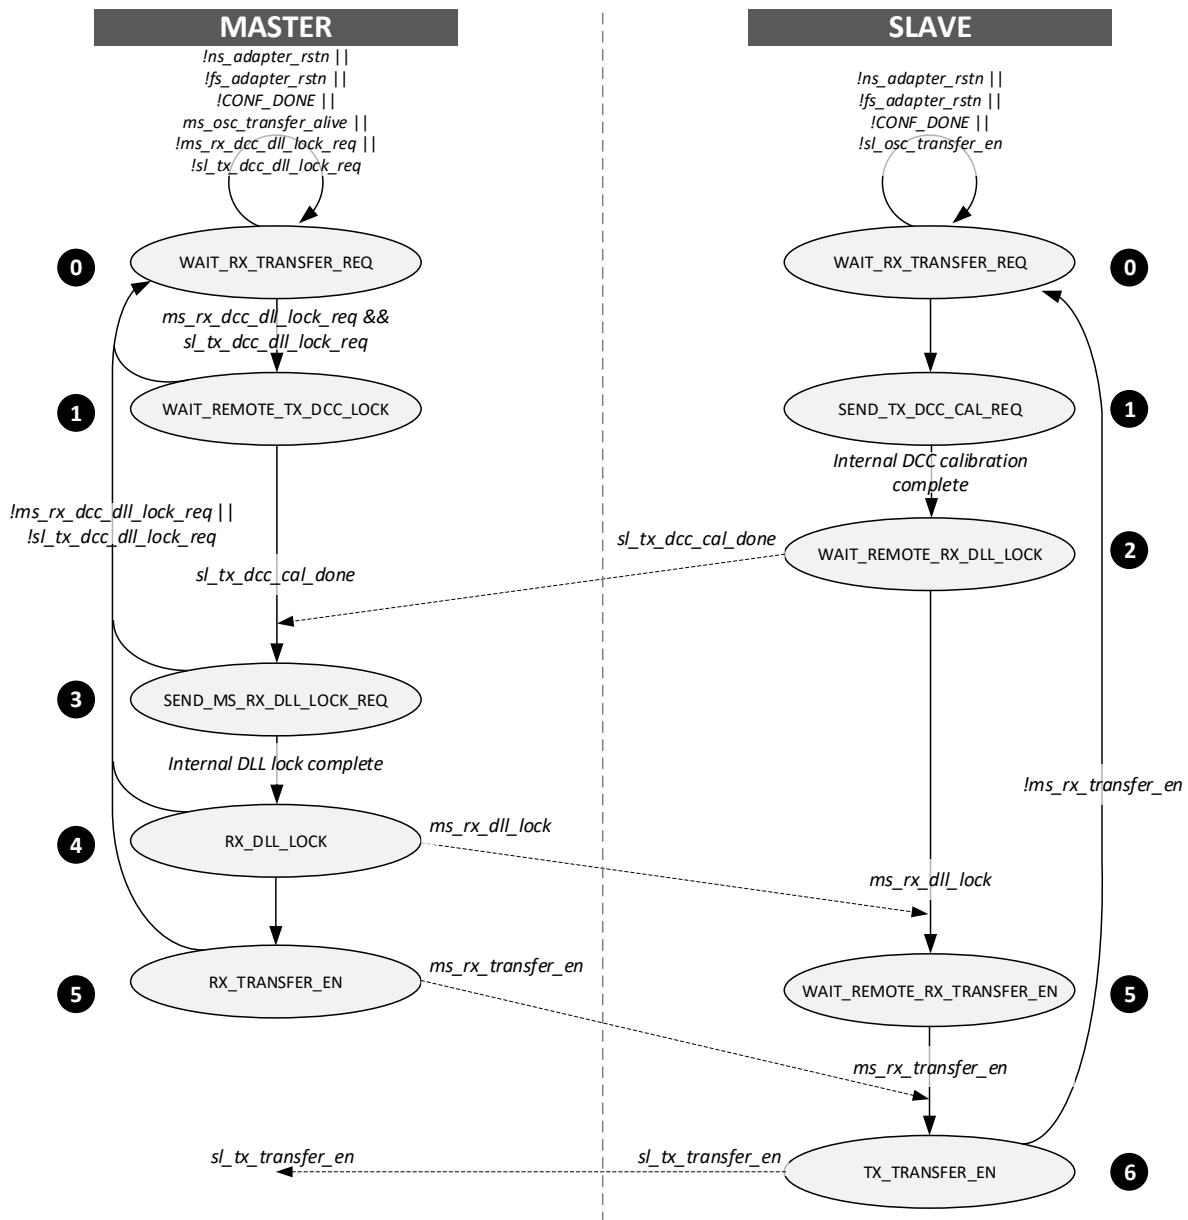 MASTER
!ns_adapter_rstn ||
!fs_adapter_rstn ||
!CONF_DONE ||
ms_osc_transfer_alive ||
!ms_rx_dcc_dll_lock_req ||
!sl_tx_dcc_dll_lock_req
0
WAIT_RX_TRANSFER_REQ
ms_rx_dcc_dll_lock_req &&
sl_tx_dcc_dll_lock_req
1
WAIT_REMOTE_TX_DCC_LOCK
!ms_rx_dcc_dll_lock_req ||
!sl_tx_dcc_dll_lock_req
sl_tx_dcc_cal_done
3
SEND_MS_RX_DLL_LOCK_REQ
Internal DLL lock complete
4
RX_DLL_LOCK
ms_rx_dll_lock
5
RX_TRANSFER_EN
ms_rx_transfer_en
sl_tx_transfer_en
SLAVE
!ns_adapter_rstn ||
!fs_adapter_rstn ||
!CONF_DONE ||
!sl_osc_transfer_en
WAIT_RX_TRANSFER_REQ
0
SEND_TX_DCC_CAL_REQ
1
Internal DCC calibration
complete
sl_tx_dcc_cal_done
WAIT_REMOTE_RX_DLL_LOCK
2
!ms_rx_transfer_en
ms_rx_dll_lock
WAIT_REMOTE_RX_TRANSFER_EN
5
ms_rx_transfer_en
sl_tx_transfer_en
TX_TRANSFER_EN
6